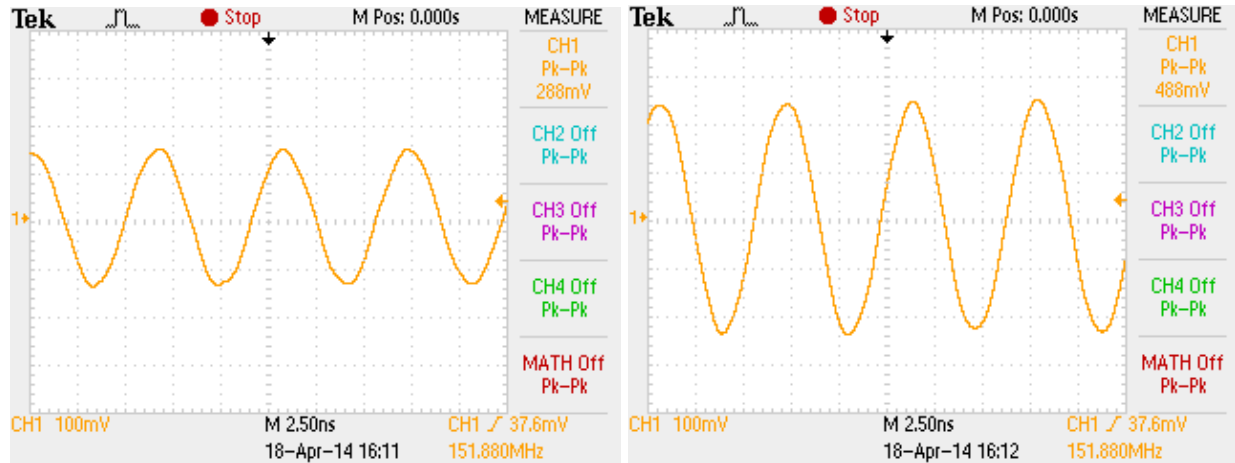 Tek Stop M Pos: 0.000s MEASURE
CH1
Pk-Pk
288mV
CH2 Off
Pk-Pk
CH3 Off
Pk-Pk
1
CH4 Off
Pk-Pk
MATH Off
Pk-Pk
CH1 100mV M 2.50ns CH1 37.6mV
18-Apr-14 16:11 151.880MHz
Tek Stop M Pos: 0.000s MEASURE
CH1
Pk-Pk
488mV
CH2 Off
Pk-Pk
CH3 Off
Pk-Pk
1
CH4 Off
Pk-Pk
MATH Off
Pk-Pk
CH1 100mV M 2.50ns CH1 37.6mV
18-Apr-14 16:12 151.880MHz